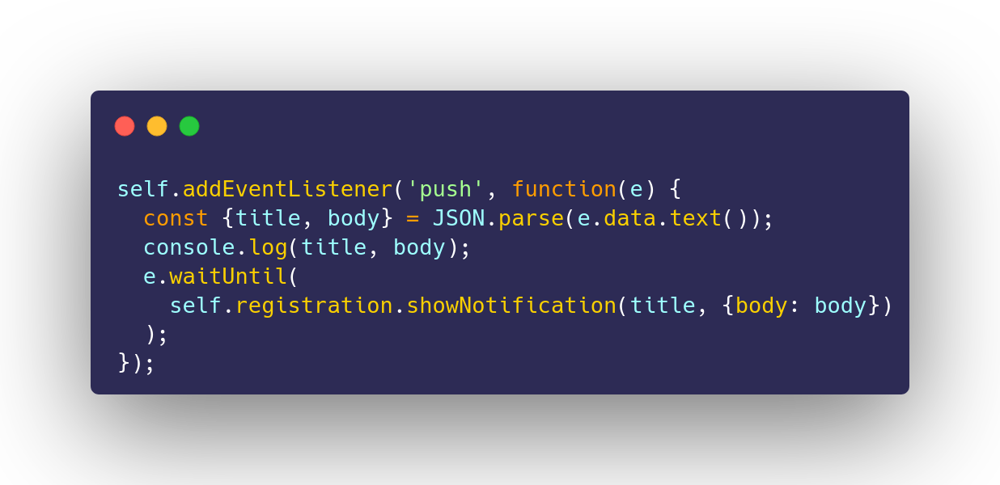 self.addEventListener('push', function(e) {
  const {title, body} = JSON.parse(e.data.text());
  console.log(title, body);
  e.waitUntil(
    self.registration.showNotification(title, {body: body})
  );
});